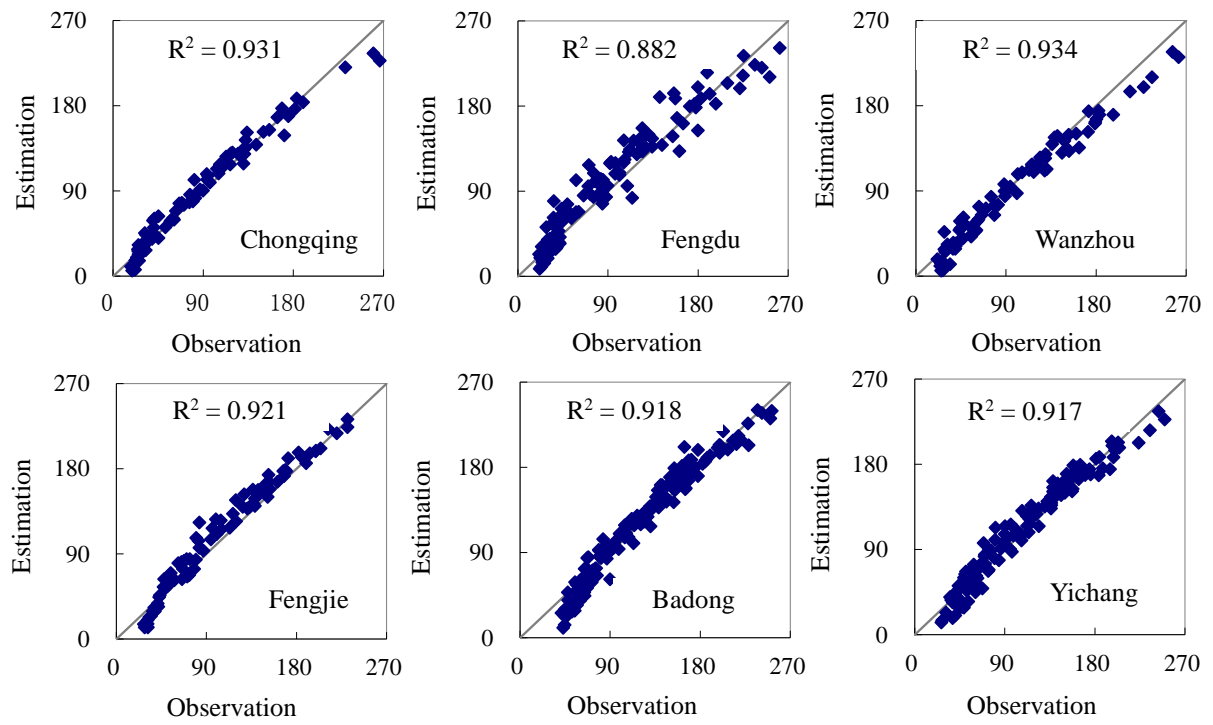 270
180
90
0
Estimation
R² = 0.931
Chongqing
0 90 180 270
Observation
270
180
90
0
Estimation
R² = 0.882
Fengdu
0 90 180 270
Observation
270
180
90
0
Estimation
R² = 0.934
Wanzhou
0 90 180 270
Observation
270
180
90
0
Estimation
R² = 0.921
Fengjie
0 90 180 270
Observation
270
180
90
0
Estimation
R² = 0.918
Badong
0 90 180 270
Observation
270
180
90
0
Estimation
R² = 0.917
Yichang
0 90 180 270
Observation